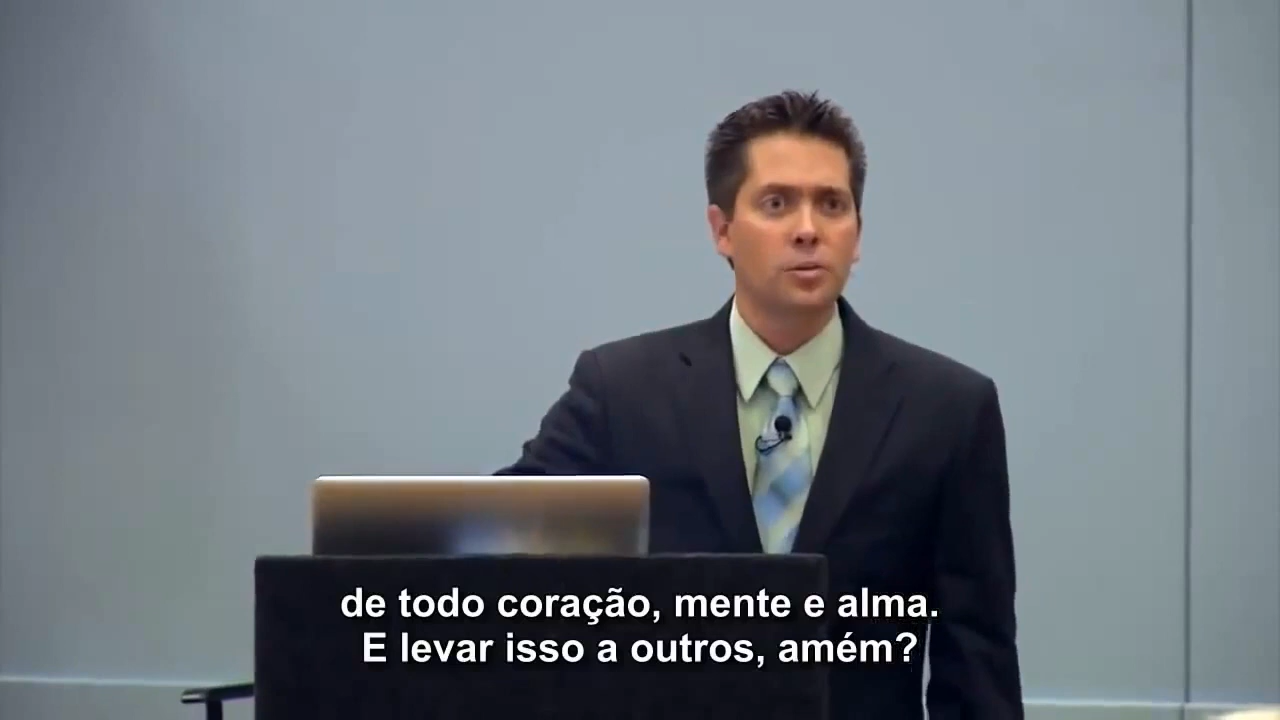 de todo coração, mente e alma.
E levar isso a outros, amém?